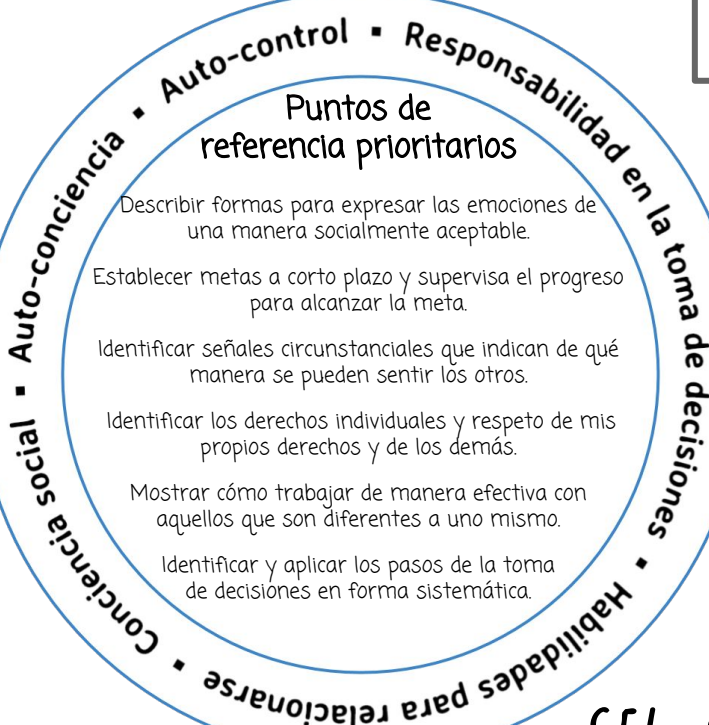 Auto-conciencia ▪ Auto-control ▪ Responsabilidad en la toma de decisiones ▪ Habilidades para relacionarse ▪ Conciencia social ▪
Puntos de
referencia prioritarios
Describir formas para expresar las emociones de
una manera socialmente aceptable.
Establecer metas a corto plazo y supervisa el progreso
para alcanzar la meta.
Identificar señales circunstanciales que indican de qué
manera se pueden sentir los otros.
Identificar los derechos individuales y respeto de mis
propios derechos y de los demás.
Mostrar cómo trabajar de manera efectiva con
aquellos que son diferentes a uno mismo.
Identificar y aplicar los pasos de la toma
de decisiones en forma sistemática.